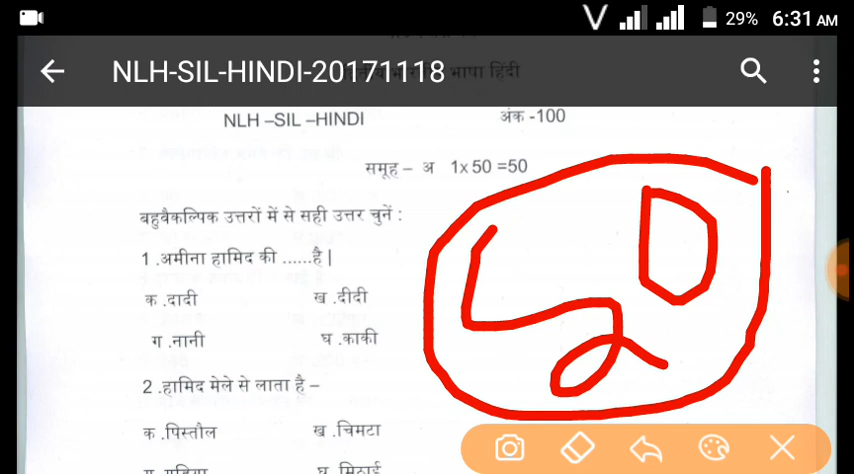 29% 6:31 AM
NLH-SIL-HINDI-20171118
भाषा हिंदी
NLH –SIL –HINDI अंक -100
समूह – अ 1x 50 =50
बहुवैकल्पिक उत्तरों में से सही उत्तर चुनें :
1 .अमीना हामिद की ......है |
क .दादी ख .दीदी
ग .नानी घ .काकी
50
2 .हामिद मेले से लाता है –
क .पिस्तौल ख .चिमटा
घ मिठाई